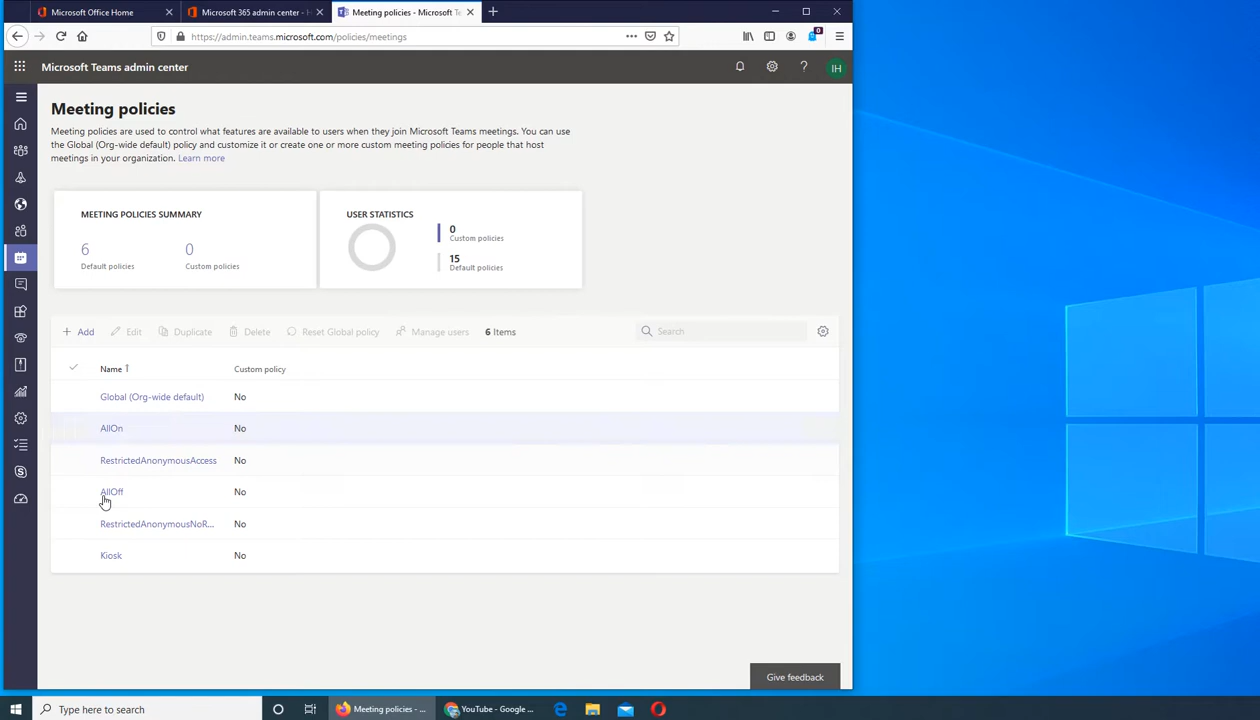 Microsoft Office Home
Microsoft 365 admin center - H
Meeting policies - Microsoft Te
https://admin.teams.microsoft.com/policies/meetings
0
Microsoft Teams admin center
IH
Meeting policies
Meeting policies are used to control what features are available to users when they join Microsoft Teams meetings. You can use
the Global (Org-wide default) policy and customize it or create one or more custom meeting policies for people that host
meetings in your organization. Learn more
MEETING POLICIES SUMMARY
6
Default policies
0
Custom policies
USER STATISTICS
0
Custom policies
15
Default policies
+ Add
Edit
Duplicate
Delete
Reset Global policy
Manage users
6 Items
Search
Name ↑
Custom policy
Global (Org-wide default)
No
AllOn
No
RestrictedAnonymousAccess
No
AllOff
No
RestrictedAnonymousNoR...
No
Kiosk
No
Give feedback
Type here to search
Meeting policies - ...
YouTube - Google ...